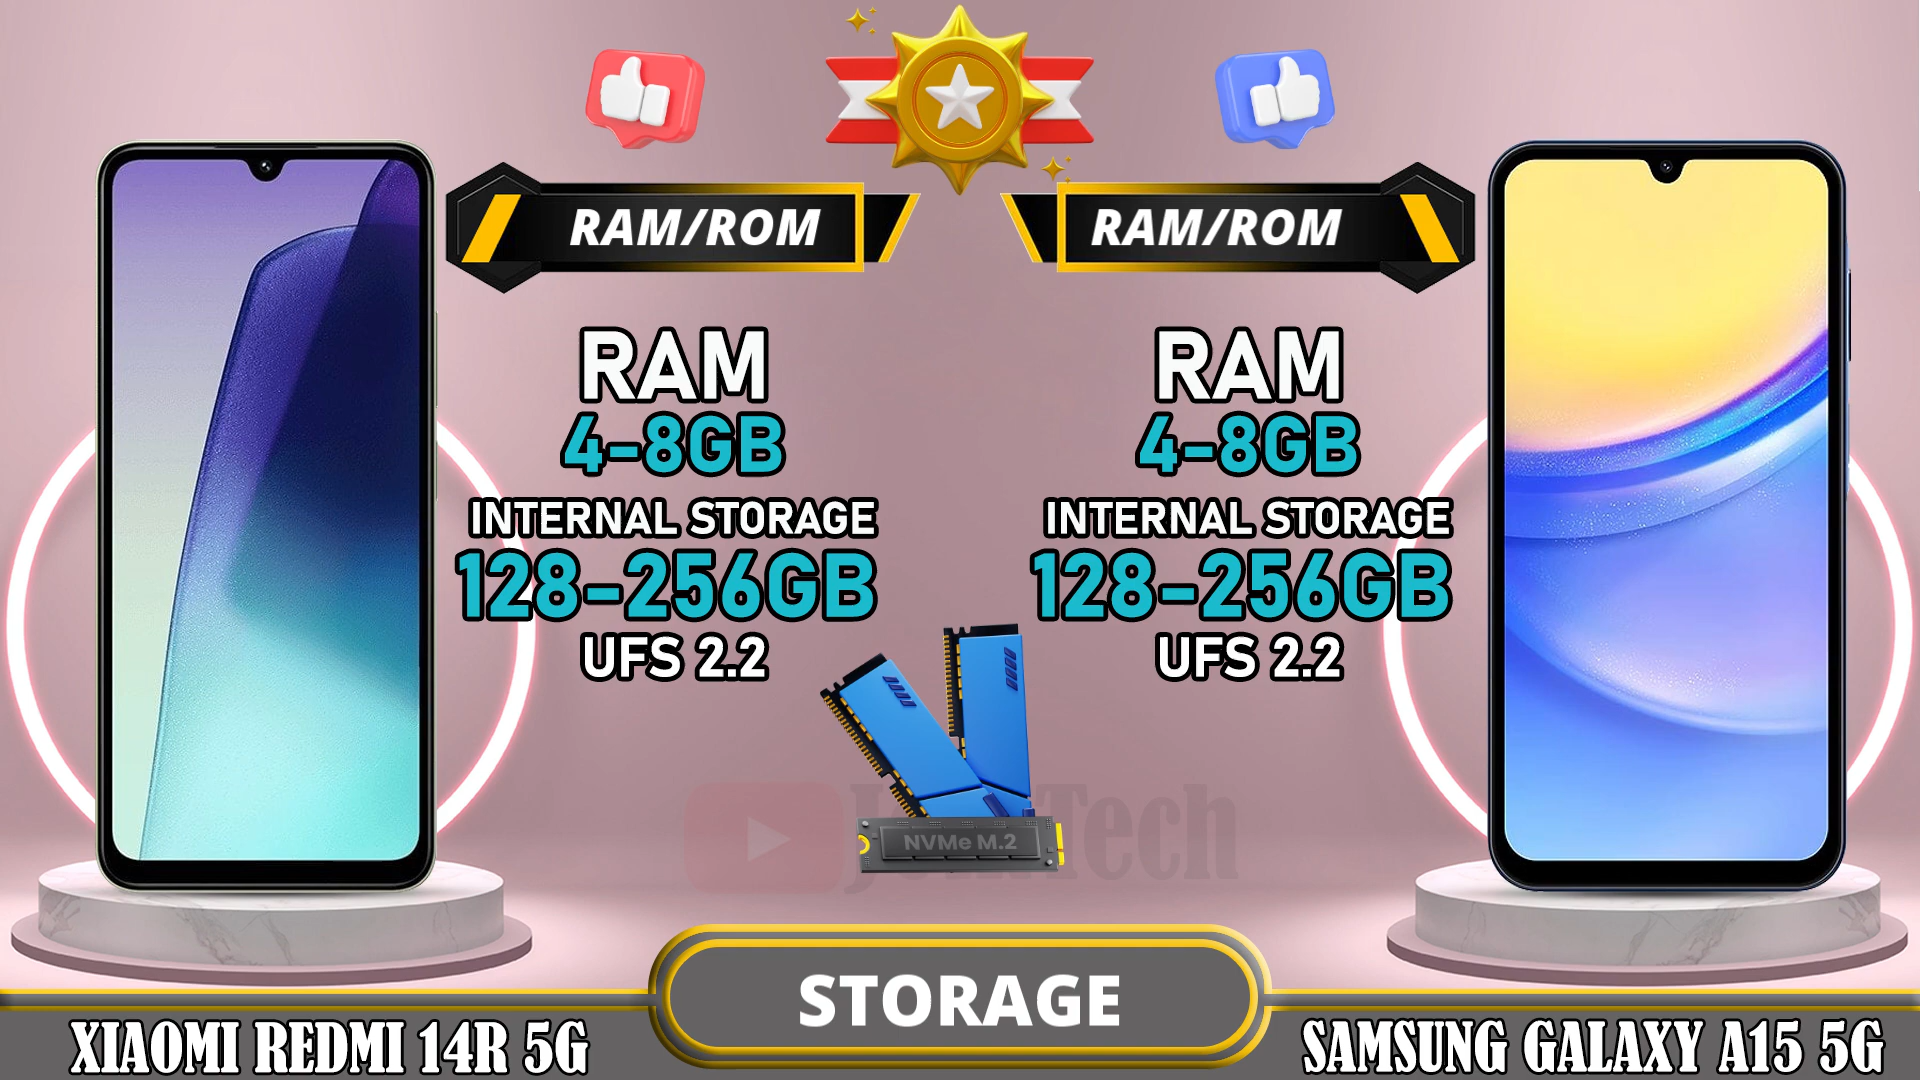 RAM/ROM
RAM/ROM
RAM
4-8GB
INTERNAL STORAGE
128-256GB
UFS 2.2
RAM
4-8GB
INTERNAL STORAGE
128-256GB
UFS 2.2
NVMe M.2
STORAGE
XIAOMI REDMI 14R 5G
SAMSUNG GALAXY A15 5G